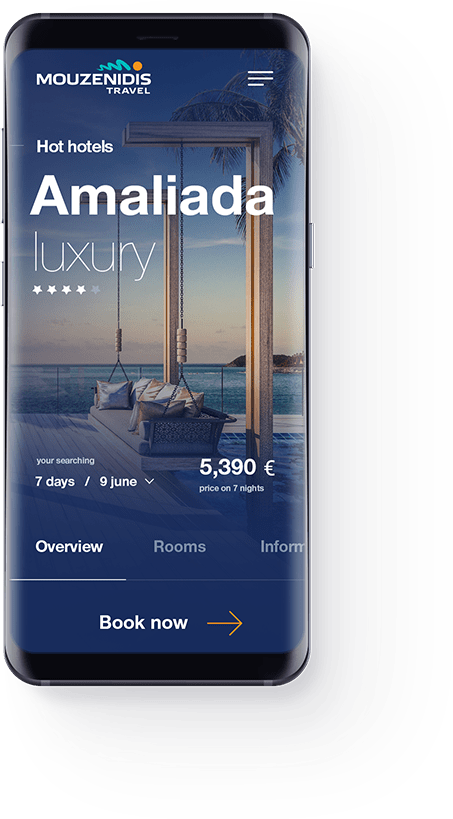 MOUZENIDIS
TRAVEL
Hot hotels
Amaliada
luxury
your searching
7 days / 9 june
5,390 €
price on 7 nights
Overview Rooms Inform
Book now